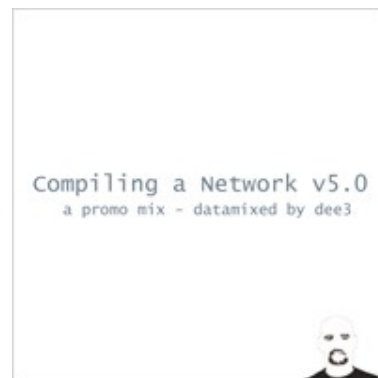 Compiling a Network v5.0
a promo mix - datamixed by dee3